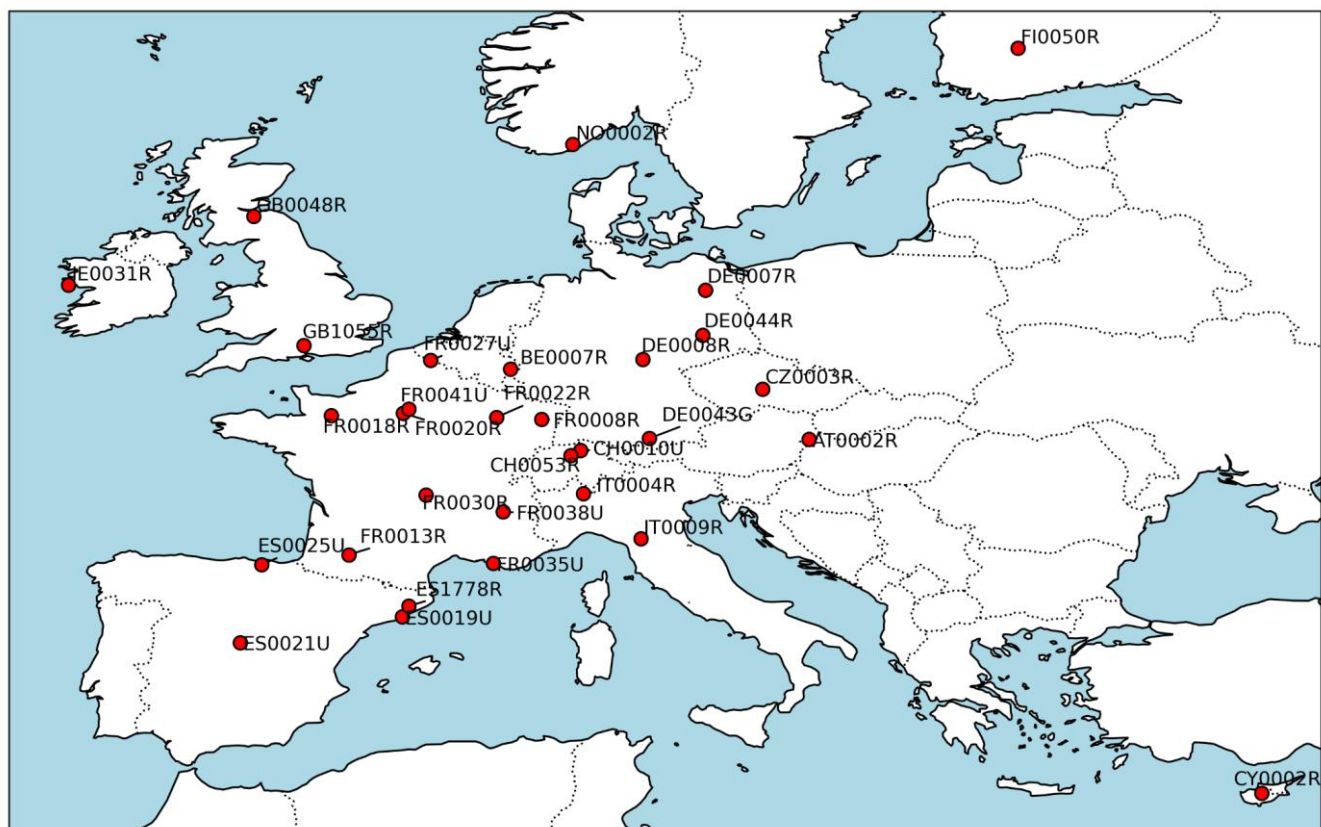 FI0050R
NO0002R
GB0048R
IE0031R
DE0007R
GB1055R
DE0044R
FR0027U
DE0008R
BE0007R
CZ0003R
FR0041U
FR0022R
DE0043G
FR0018R
FR0020R
FR0008R
AT0002R
CH0010U
CH0053R
IT0004R
FR0030R
FR0038U
IT0009R
FR0013R
ES0025U
FR0035U
ES1778R
ES0019U
ES0021U
CY0002R